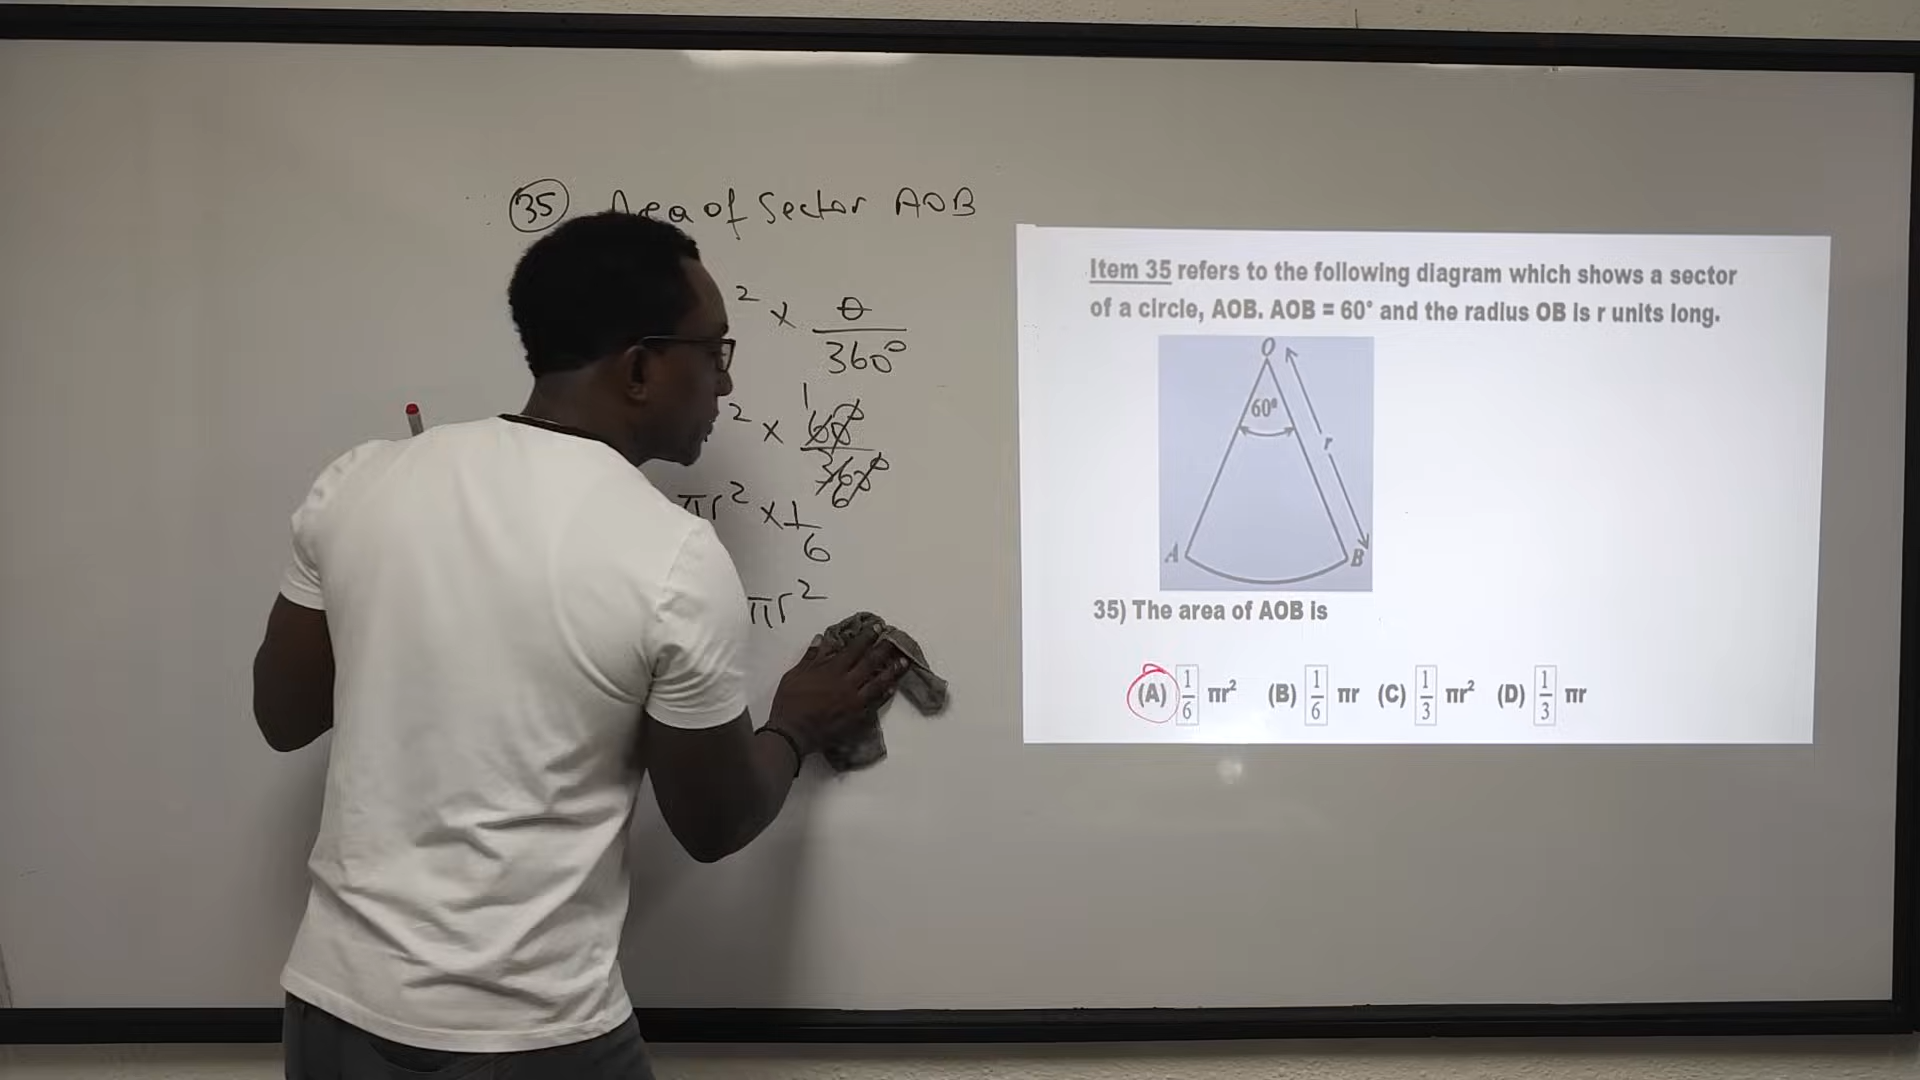 35 Area of Sector AOB
2 × θ
360°
2 × 1
60°
360°
6
πr² × 1
6
πr²
Item 35 refers to the following diagram which shows a sector
of a circle, AOB. AOB = 60° and the radius OB is r units long.
O
60°
r
A
B
35) The area of AOB is
(A) 1/6 πr² (B) 1/6 πr (C) 1/3 πr² (D) 1/3 πr